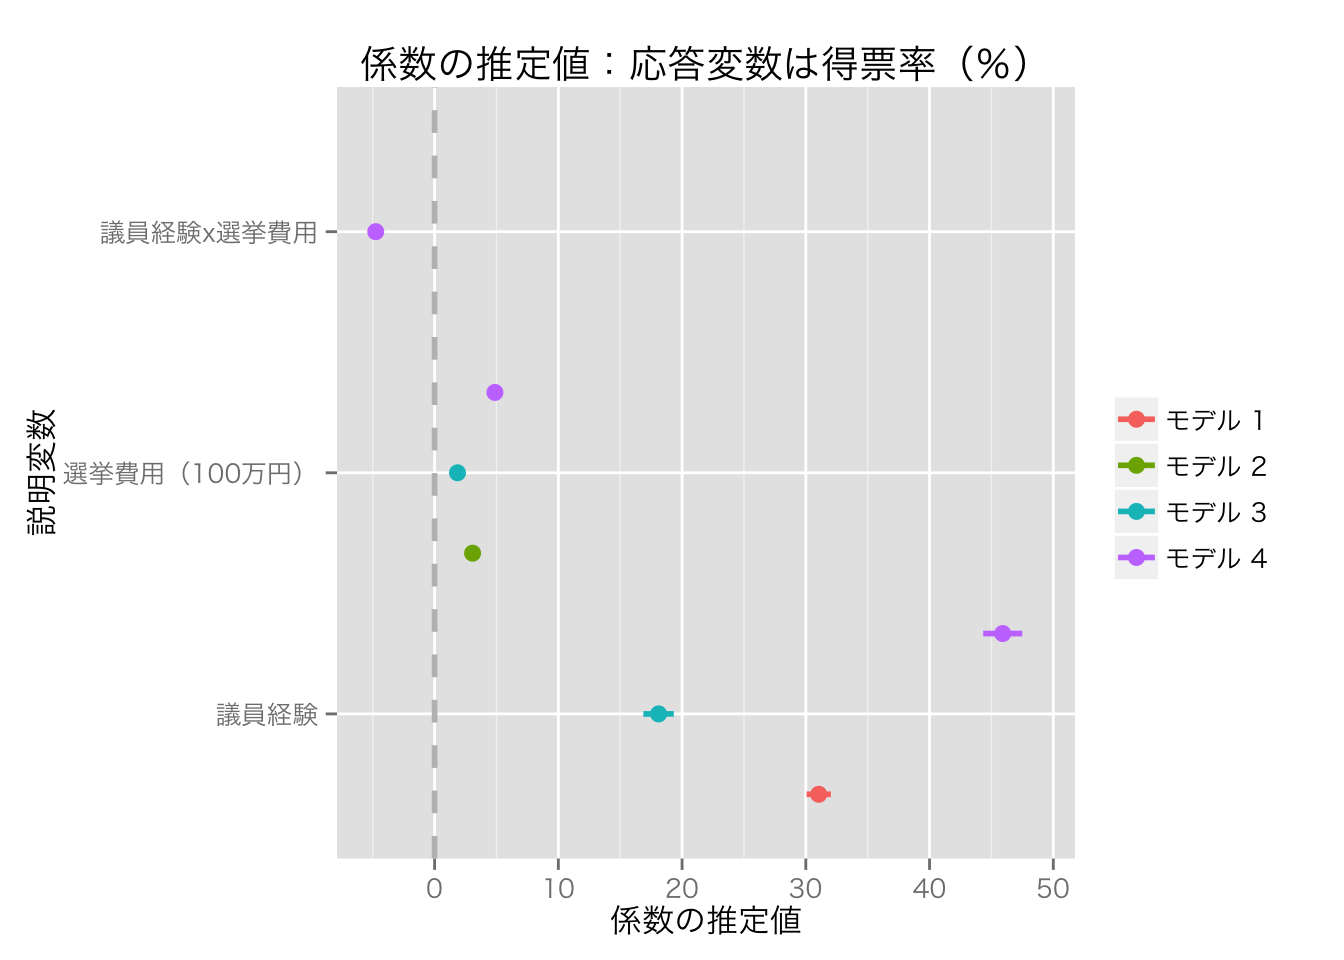 係数の推定値：応答変数は得票率（%）
議員経験x選挙費用
選挙費用（100万円）
議員経験
説明変数
0 10 20 30 40 50
係数の推定値
モデル 1
モデル 2
モデル 3
モデル 4